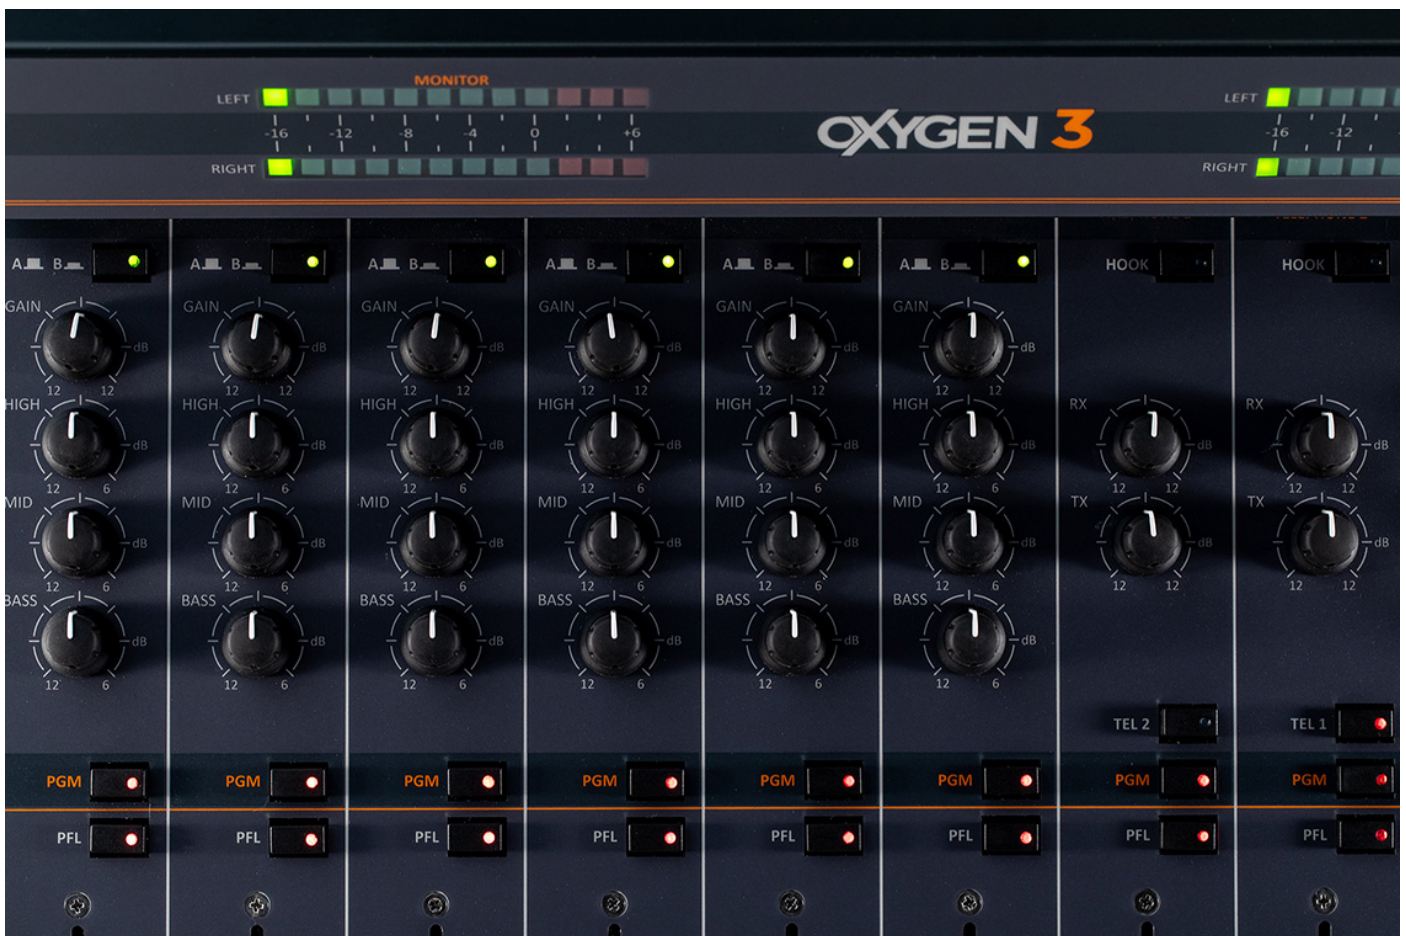 MONITOR
LEFT LEFT
-16 -12 -8 -4 0 +6 -16 -12
OXYGEN 3
RIGHT RIGHT
A B A B A B A B A B A B HOOK HOOK
GAIN GAIN GAIN GAIN GAIN GAIN
dB dB dB dB dB dB
12 12 12 12 12 12 12 12 12 12 12 12
HIGH HIGH HIGH HIGH HIGH HIGH RX RX
dB dB dB dB dB dB dB dB
12 6 12 6 12 6 12 6 12 6 12 6 12 12 12 12
MID MID MID MID MID MID TX TX
dB dB dB dB dB dB dB dB
12 6 12 6 12 6 12 6 12 6 12 6 12 12 12 12
BASS BASS BASS BASS BASS BASS
dB dB dB dB dB dB
12 6 12 6 12 6 12 6 12 6 12 6
TEL 2 TEL 1
PGM PGM PGM PGM PGM PGM PGM PGM
PFL PFL PFL PFL PFL PFL PFL PFL